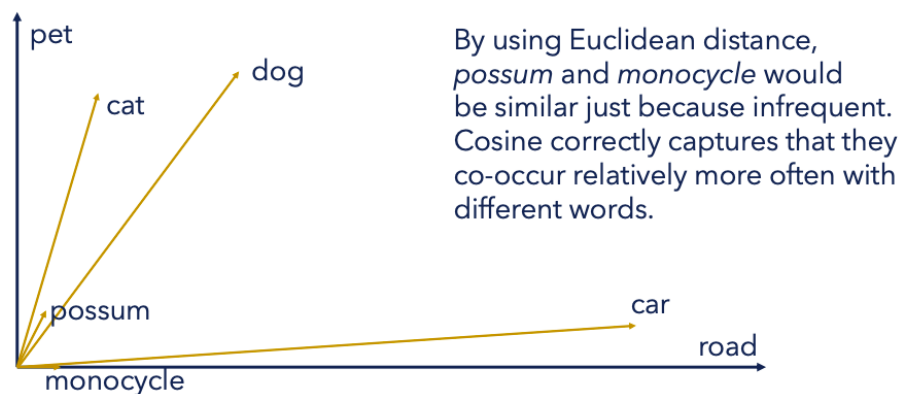 pet
cat
dog
By using Euclidean distance,
possum and monocycle would
be similar just because infrequent.
Cosine correctly captures that they
co-occur relatively more often with
different words.
possum
car
road
monocycle